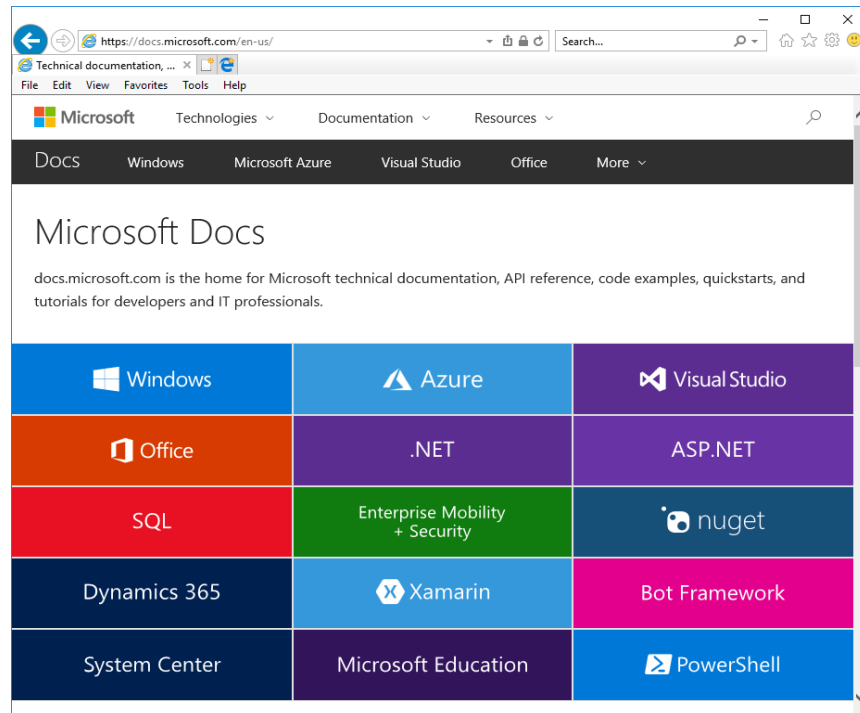 https://docs.microsoft.com/en-us/
Search...
Technical documentation, ...
File Edit View Favorites Tools Help
Microsoft Technologies Documentation Resources
Docs Windows Microsoft Azure Visual Studio Office More
Microsoft Docs
docs.microsoft.com is the home for Microsoft technical documentation, API reference, code examples, quickstarts, and
tutorials for developers and IT professionals.
Windows Azure Visual Studio
Office .NET ASP.NET
SQL
Enterprise Mobility
+ Security
nuget
Dynamics 365 Xamarin Bot Framework
System Center Microsoft Education PowerShell